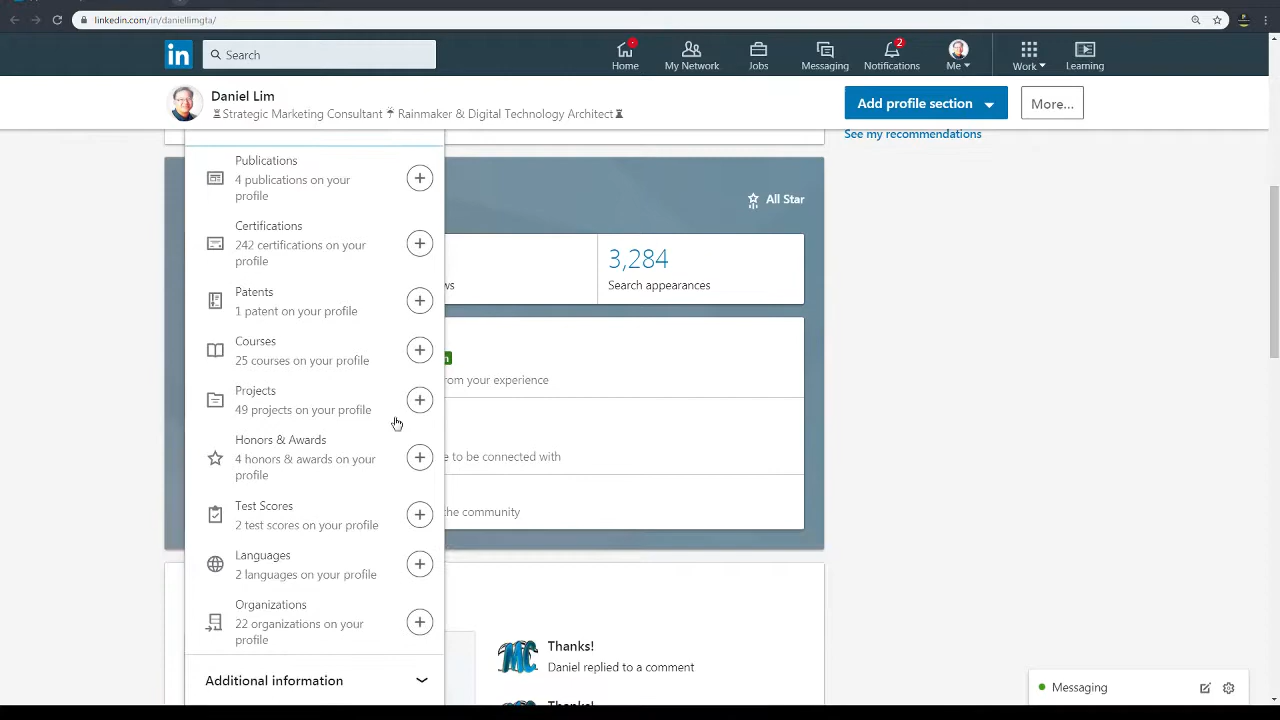 linkedin.com/in/daniellimgta/
in
Search
Home
My Network
Jobs
Messaging
2
Notifications
Me
Work
Learning
Daniel Lim
Strategic Marketing Consultant
Rainmaker & Digital Technology Architect
Add profile section
More...
See my recommendations
Publications
4 publications on your
profile
Certifications
242 certifications on your
profile
Patents
1 patent on your profile
Courses
25 courses on your profile
Projects
49 projects on your profile
Honors & Awards
4 honors & awards on your
profile
Test Scores
2 test scores on your profile
Languages
2 languages on your profile
Organizations
22 organizations on your
profile
Additional information
All Star
3,284
Search appearances
your experience
to be connected with
the community
Thanks!
Daniel replied to a comment
Messaging